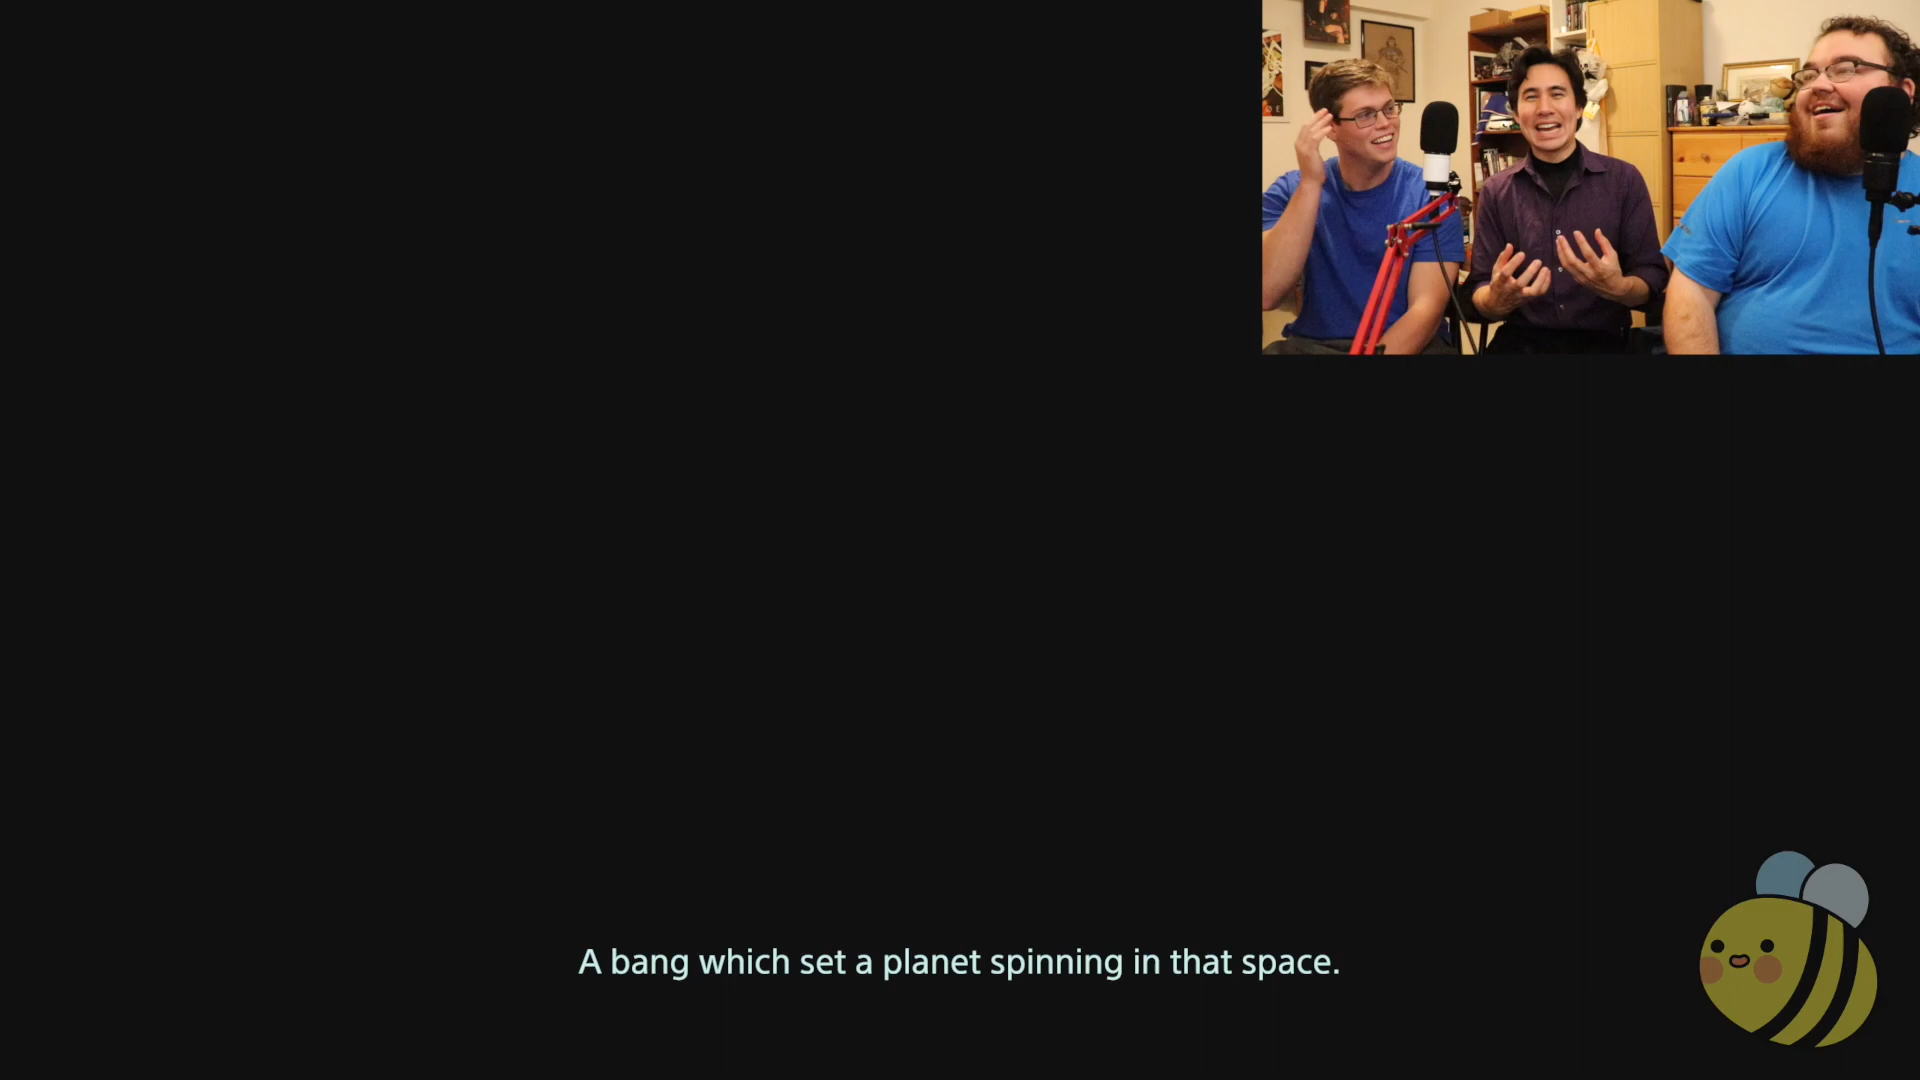 A bang which set a planet spinning in that space.